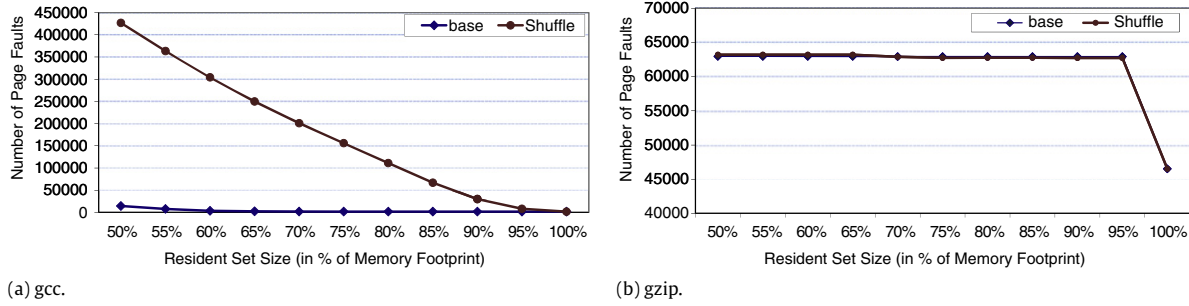 base Shuffle
Number of Page Faults
450000
400000
350000
300000
250000
200000
150000
100000
50000
0
50% 55% 60% 65% 70% 75% 80% 85% 90% 95% 100%
Resident Set Size (in % of Memory Footprint)
(a) gcc.
base Shuffle
Number of Page Faults
70000
65000
60000
55000
50000
45000
40000
50% 55% 60% 65% 70% 75% 80% 85% 90% 95% 100%
Resident Set Size (in % of Memory Footprint)
(b) gzip.